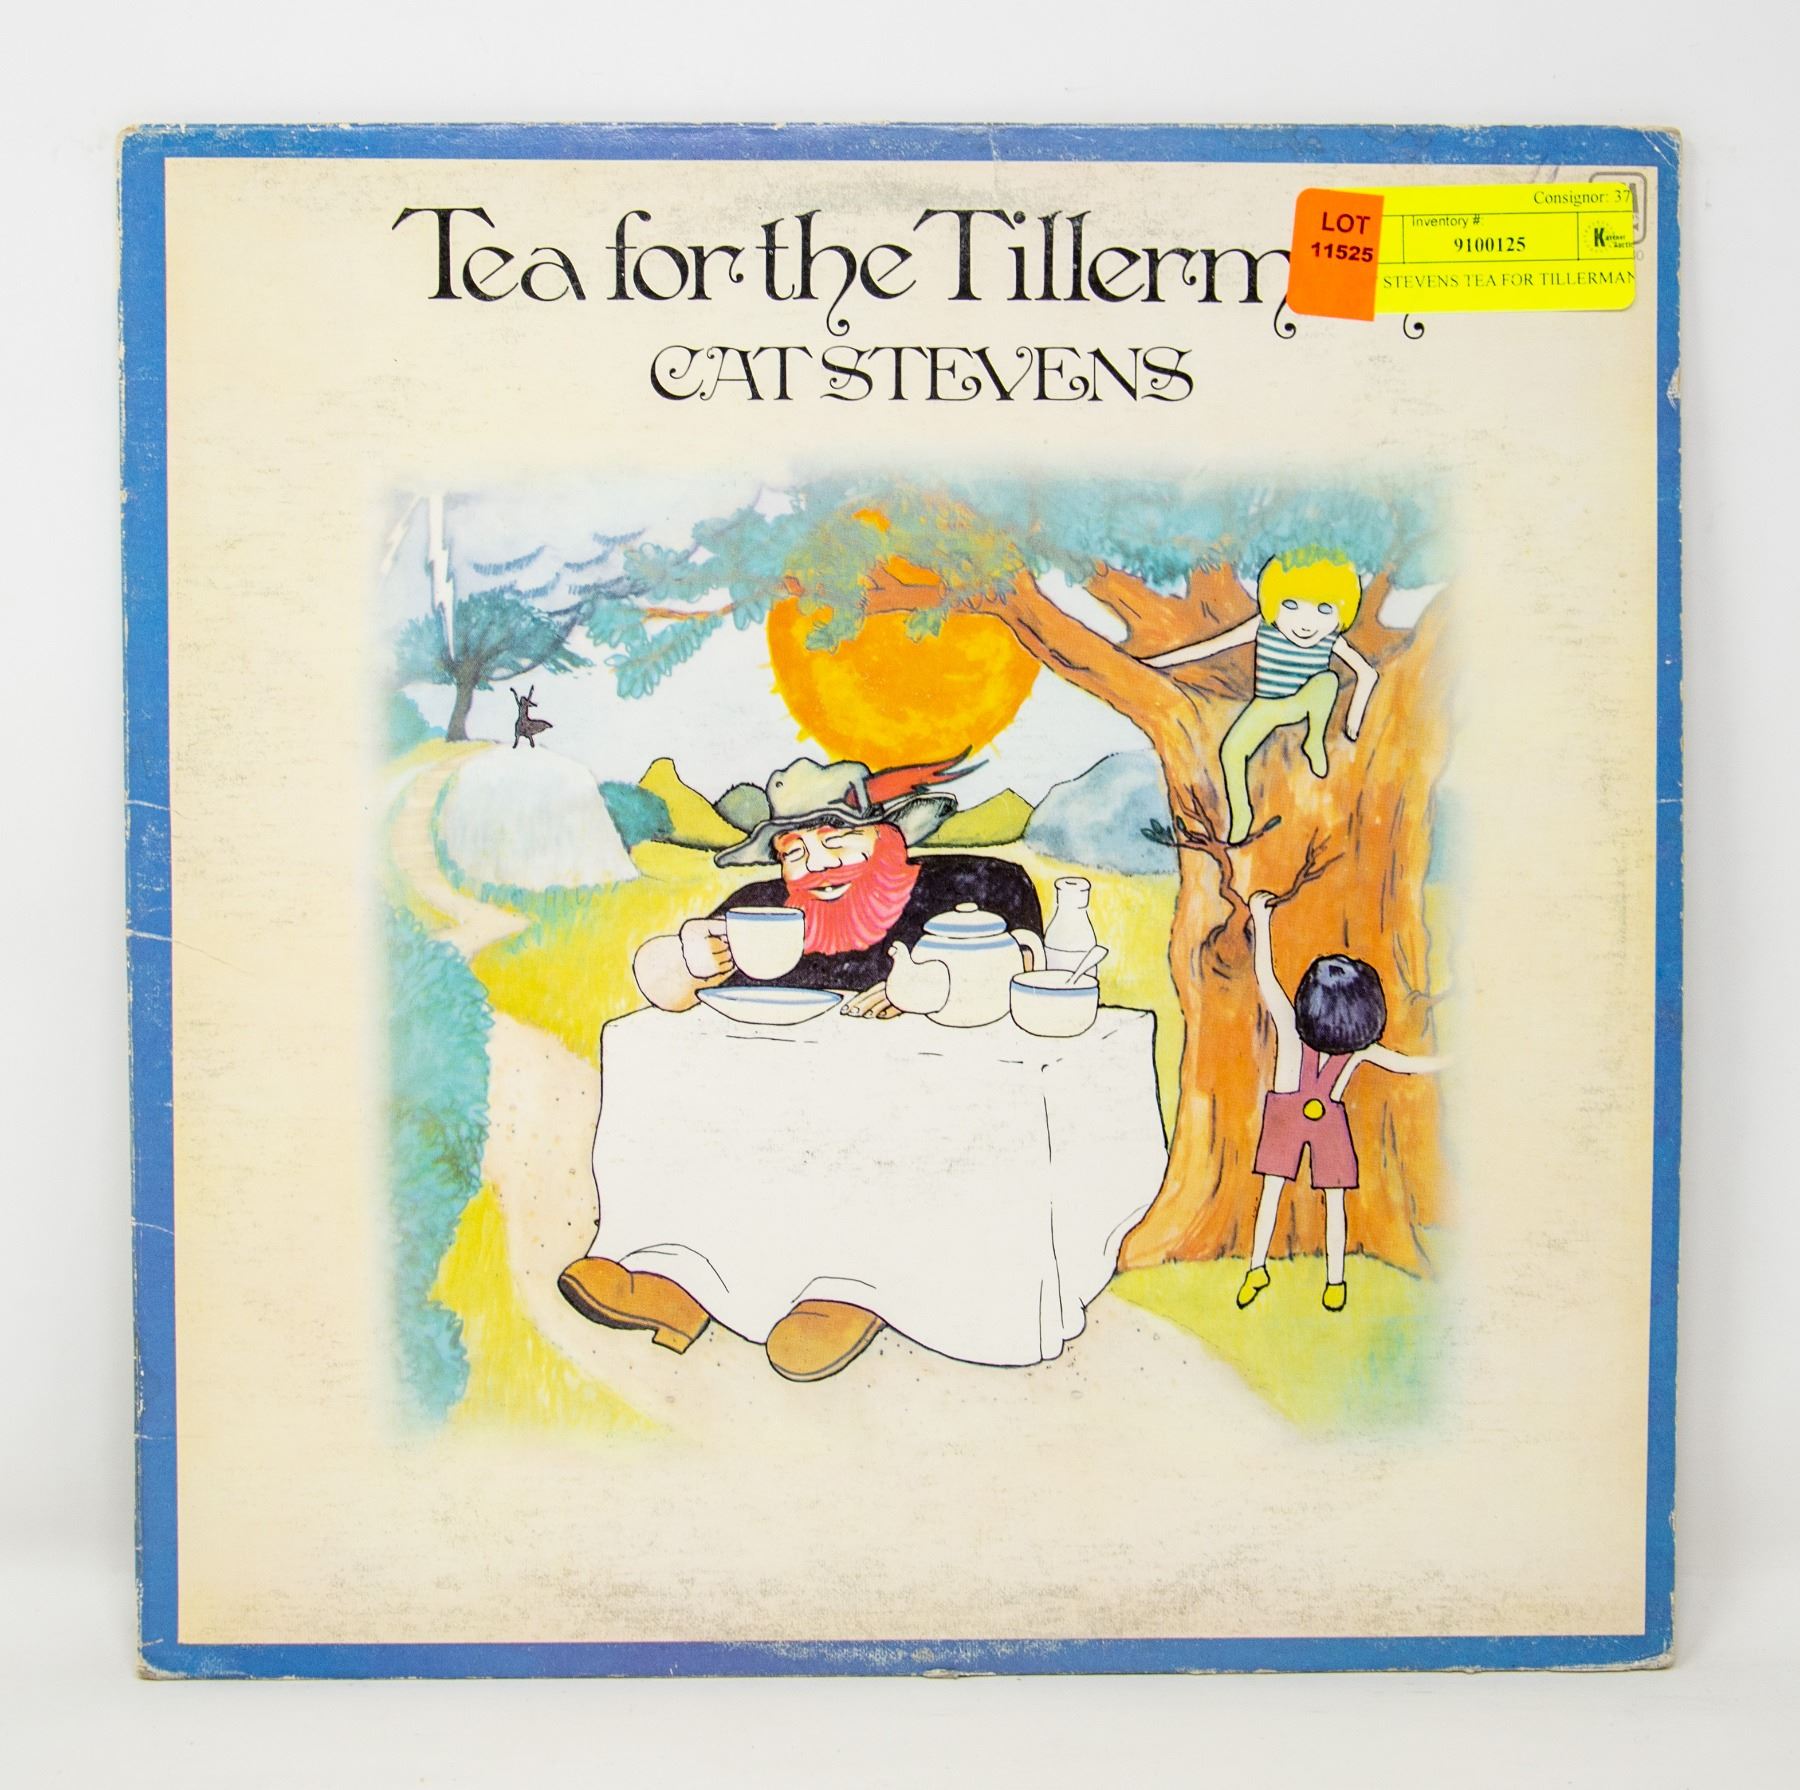 Tea for the Tillerm
CAT STEVENS
LOT
11525
Consignor: 37
Inventory #:
9100125
STEVENS TEA FOR TILLERMAN